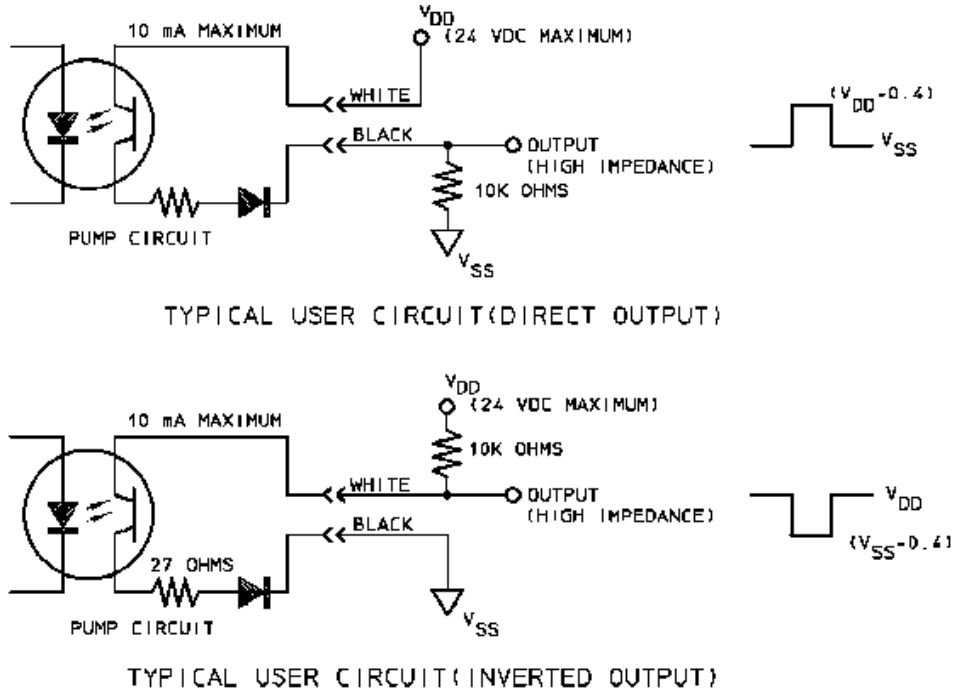 VDD
10 mA MAXIMUM
(24 VDC MAXIMUM)
WHITE
(VDD-0.4)
BLACK
OUTPUT
VSS
(HIGH IMPEDANCE)
10K OHMS
PUMP CIRCUIT
VSS
TYPICAL USER CIRCUIT(DIRECT OUTPUT)
VDD
(24 VDC MAXIMUM)
10 mA MAXIMUM
10K OHMS
WHITE
OUTPUT
VDD
(HIGH IMPEDANCE)
BLACK
(VSS-0.4)
27 OHMS
PUMP CIRCUIT
VSS
TYPICAL USER CIRCUIT(INVERTED OUTPUT)